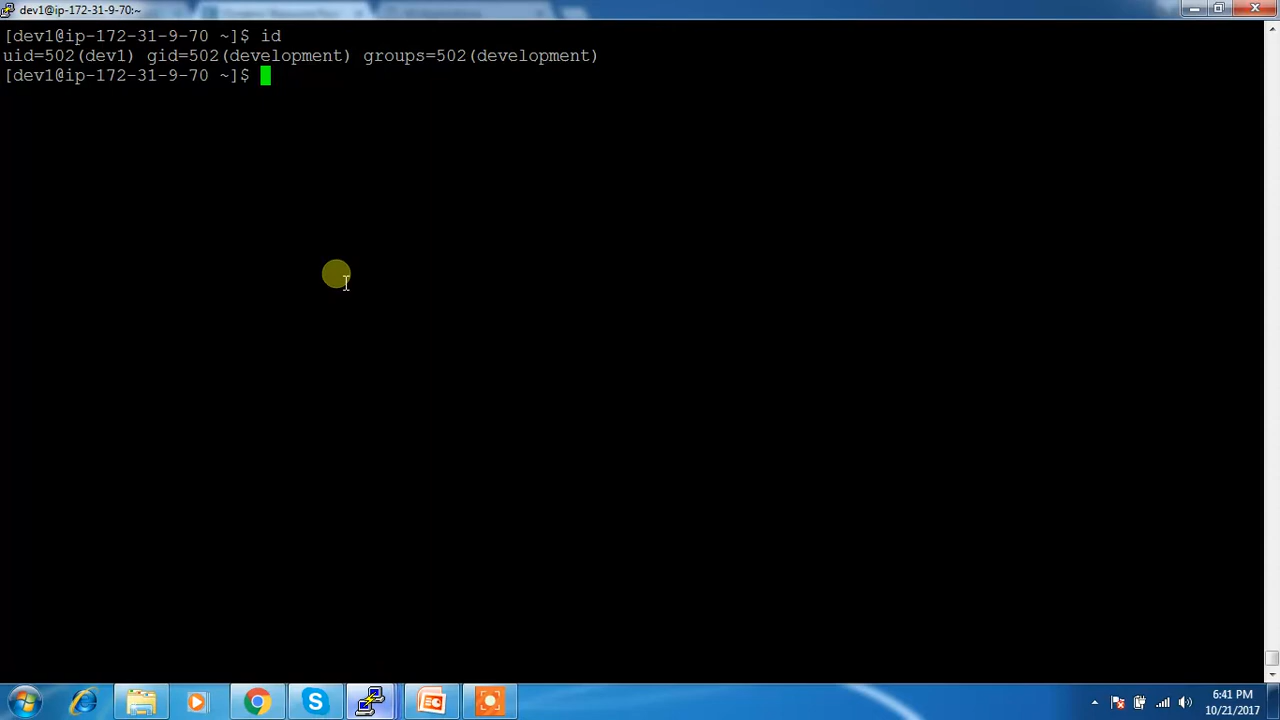 dev1@ip-172-31-9-70:~
[dev1@ip-172-31-9-70 ~]$ id
uid=502(dev1) gid=502(development) groups=502(development)
[dev1@ip-172-31-9-70 ~]$
6:41 PM
10/21/2017